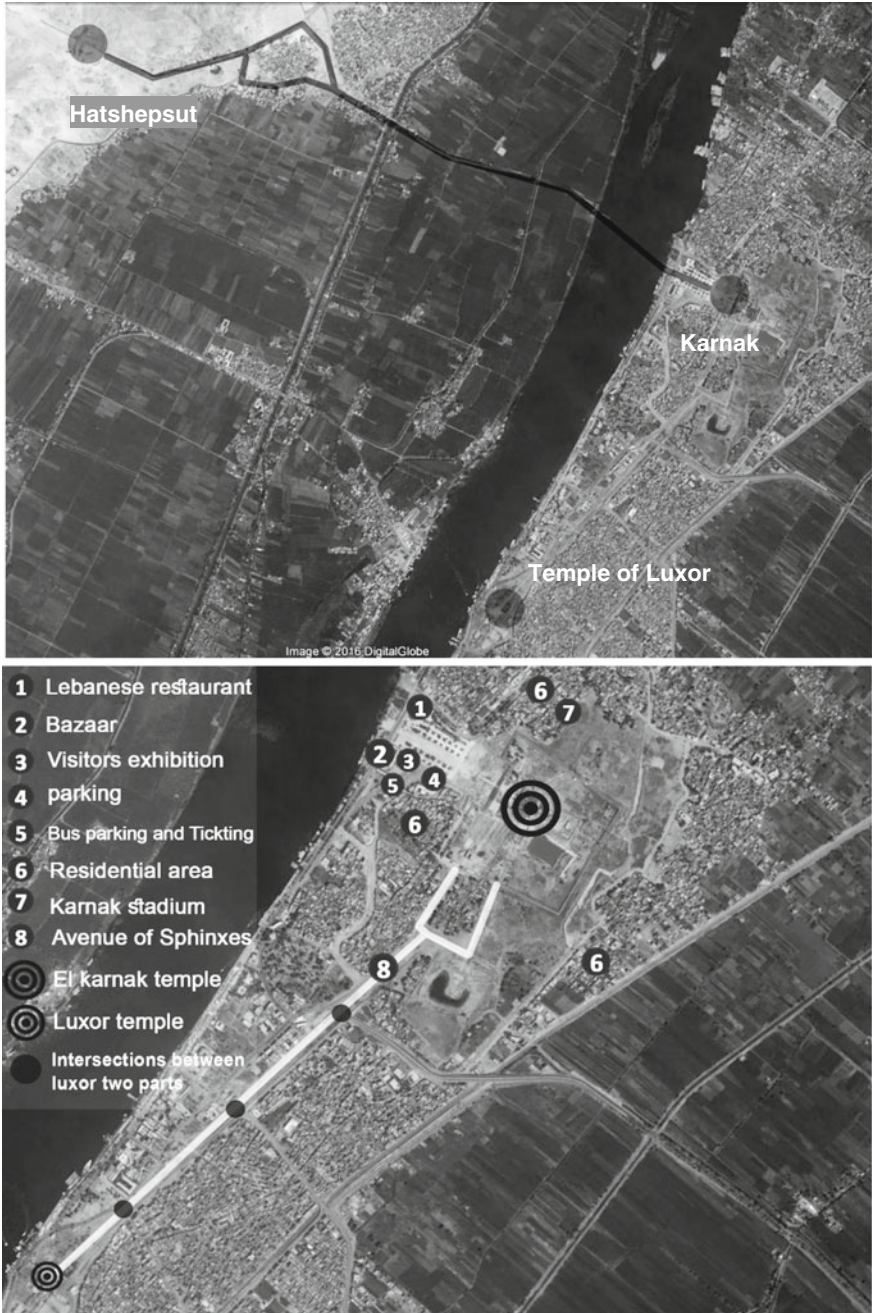 Hatshepsut
Karnak
Temple of Luxor
Image © 2016 DigitalGlobe
1 Lebanese restaurant
2 Bazaar
3 Visitors exhibition
4 parking
5 Bus parking and Tickting
6 Residential area
7 Karnak stadium
8 Avenue of Sphinxes
El karnak temple
Luxor temple
Intersections between
luxor two parts
1
6
7
2
3
4
5
6
8
6